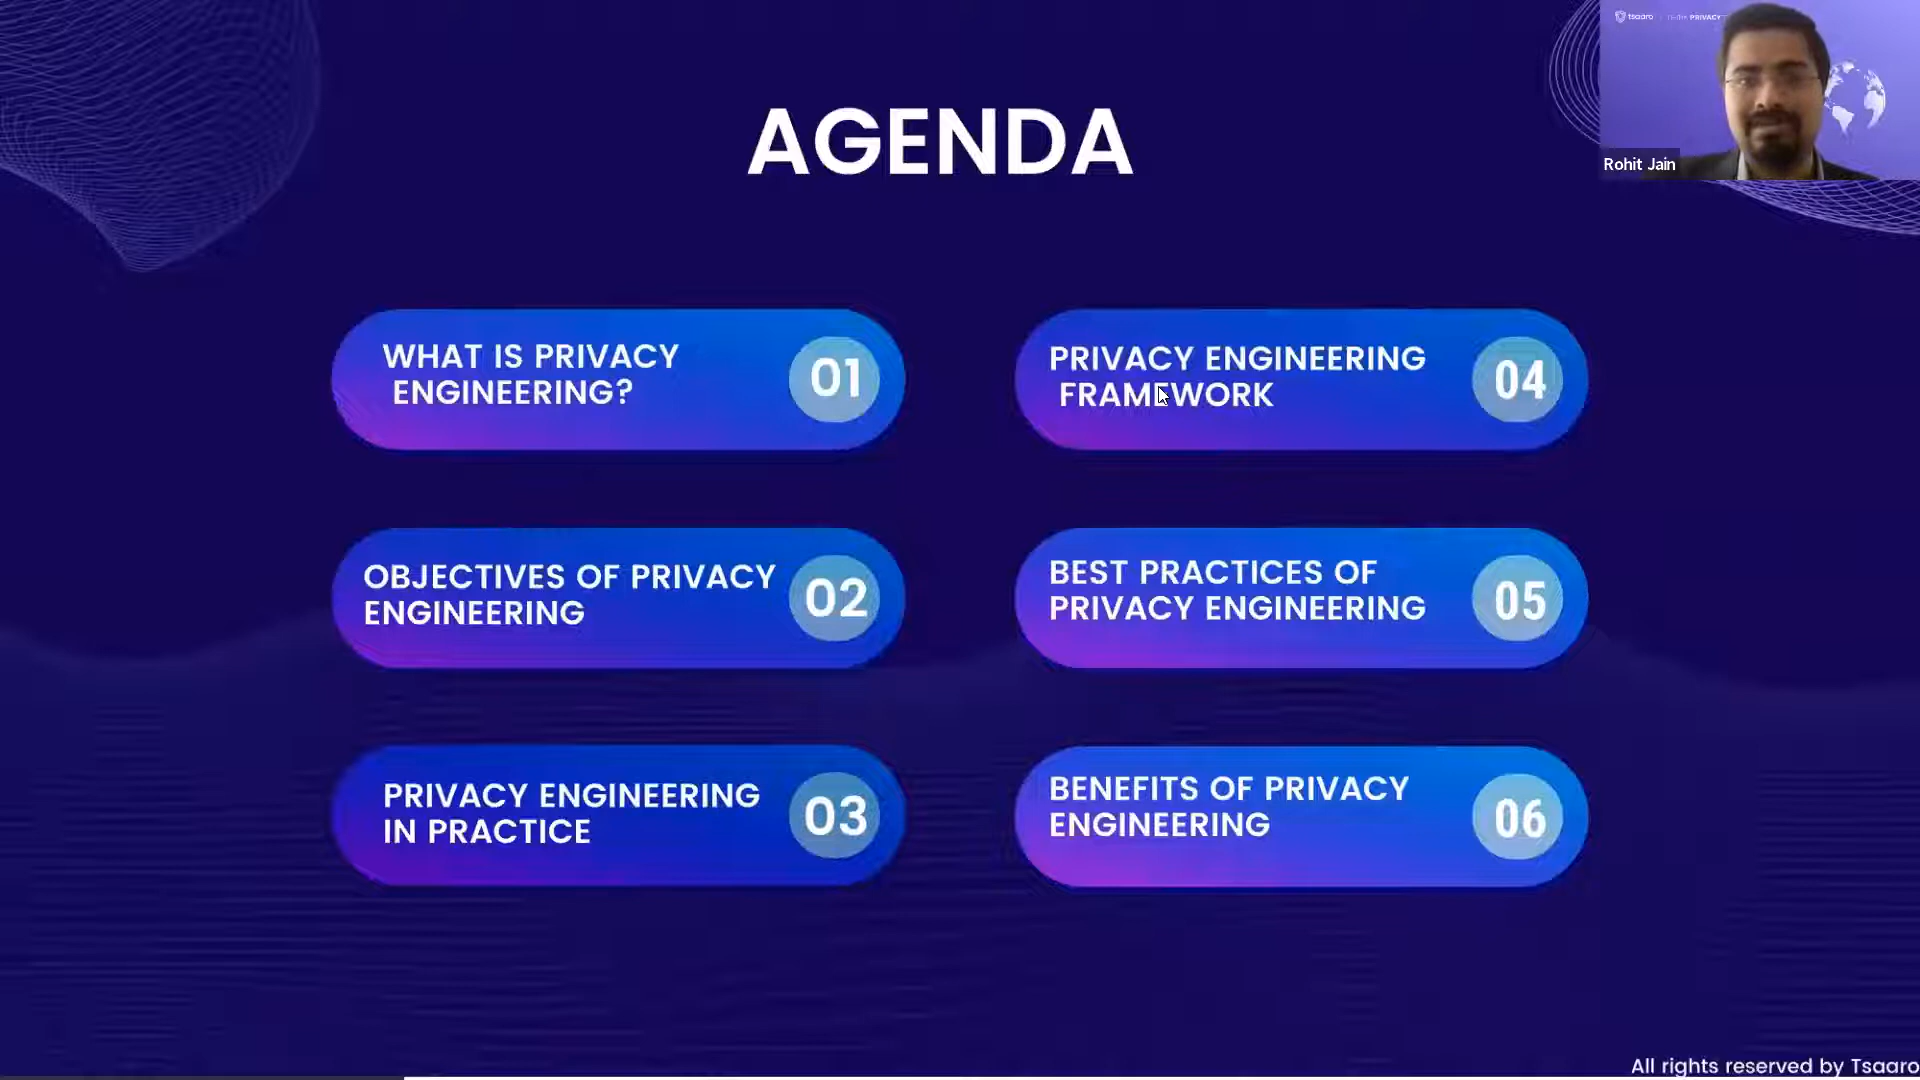 tsaaro
PRIVACY
AGENDA
Rohit Jain
WHAT IS PRIVACY
ENGINEERING?
01
OBJECTIVES OF PRIVACY
ENGINEERING
02
PRIVACY ENGINEERING
IN PRACTICE
03
PRIVACY ENGINEERING
FRAMEWORK
04
BEST PRACTICES OF
PRIVACY ENGINEERING
05
BENEFITS OF PRIVACY
ENGINEERING
06
All rights reserved by Tsaaro